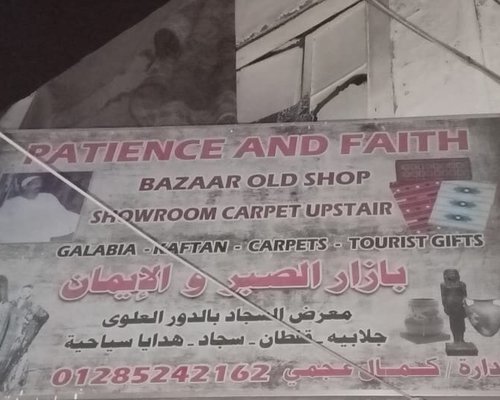 PATIENCE AND FAITH
BAZAAR OLD SHOP
SHOWROOM CARPET UPSTAIR
GALABIA - KAFTAN - CARPETS - TOURIST GIFTS
بازار الصبر و الإيمان
معرض السجاد بالدور العلوى
جلابيه - قفطان - سجاد - هدايا سياحية
دارة / كمال عجمي 01285242162